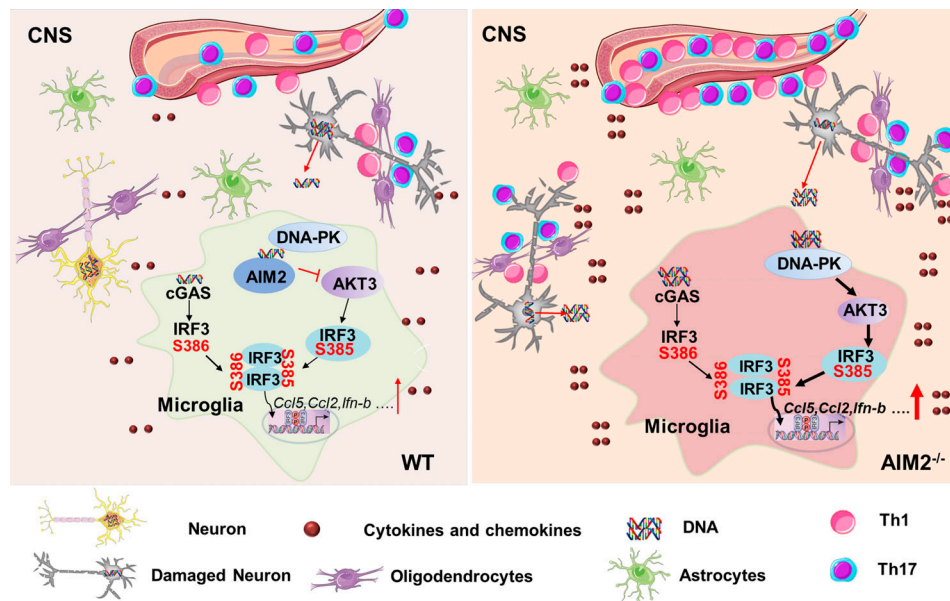 CNS
DNA-PK
AIM2
AKT3
cGAS
IRF3
S386
IRF3
S385
S386
IRF3
IRF3
S385
Microglia
Ccl5,Ccl2,Ifn-b ....
WT
CNS
DNA-PK
cGAS
AKT3
IRF3
S386
IRF3
S385
S386
IRF3
IRF3
S385
Ccl5,Ccl2,Ifn-b ....
Microglia
AIM2-/-
Neuron
Cytokines and chemokines
DNA
Th1
Damaged Neuron
Oligodendrocytes
Astrocytes
Th17